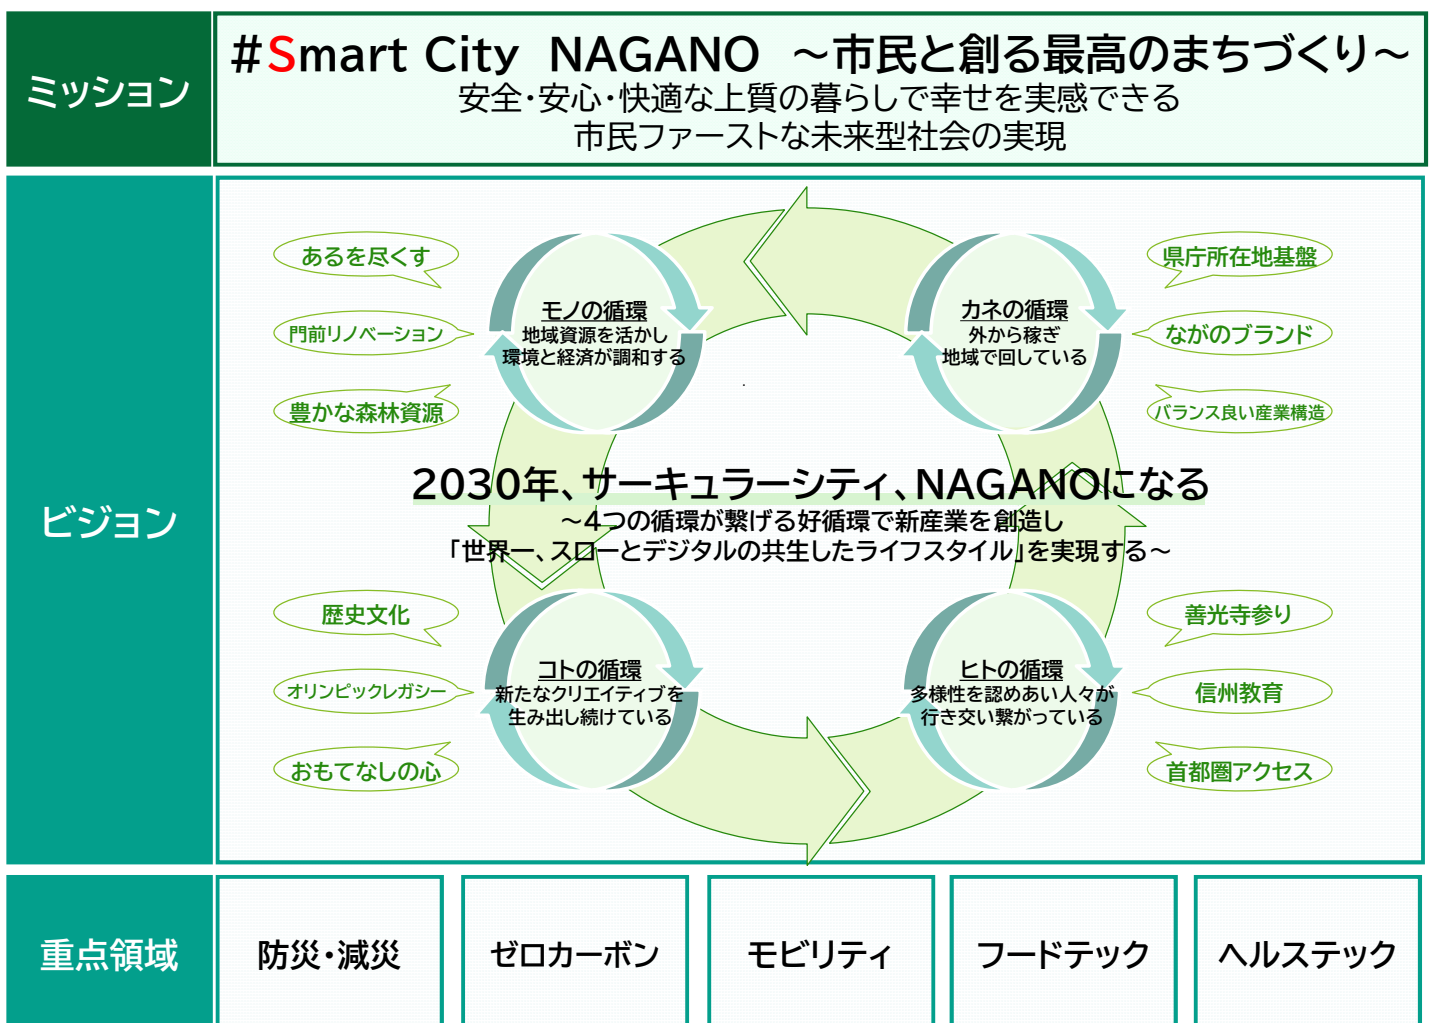 ミッション
#Smart City NAGANO ～市民と創る最高のまちづくり～
安全・安心・快適な上質の暮らしで幸せを実感できる
市民ファーストな未来型社会の実現
ビジョン
あるを尽くす
門前リノベーション
豊かな森林資源
モノの循環
地域資源を活かし
環境と経済が調和する
カネの循環
外から稼ぎ
地域で回している
県庁所在地基盤
ながのブランド
バランス良い産業構造
2030年、サーキュラーシティ、NAGANOになる
～4つの循環が繋げる好循環で新産業を創造し
「世界一、スローとデジタルの共生したライフスタイル」を実現する～
歴史文化
オリンピックレガシー
おもてなしの心
コトの循環
新たなクリエイティブを
生み出し続けている
ヒトの循環
多様性を認めあい人々が
行き交い繋がっている
善光寺参り
信州教育
首都圏アクセス
重点領域
防災・減災
ゼロカーボン
モビリティ
フードテック
ヘルステック